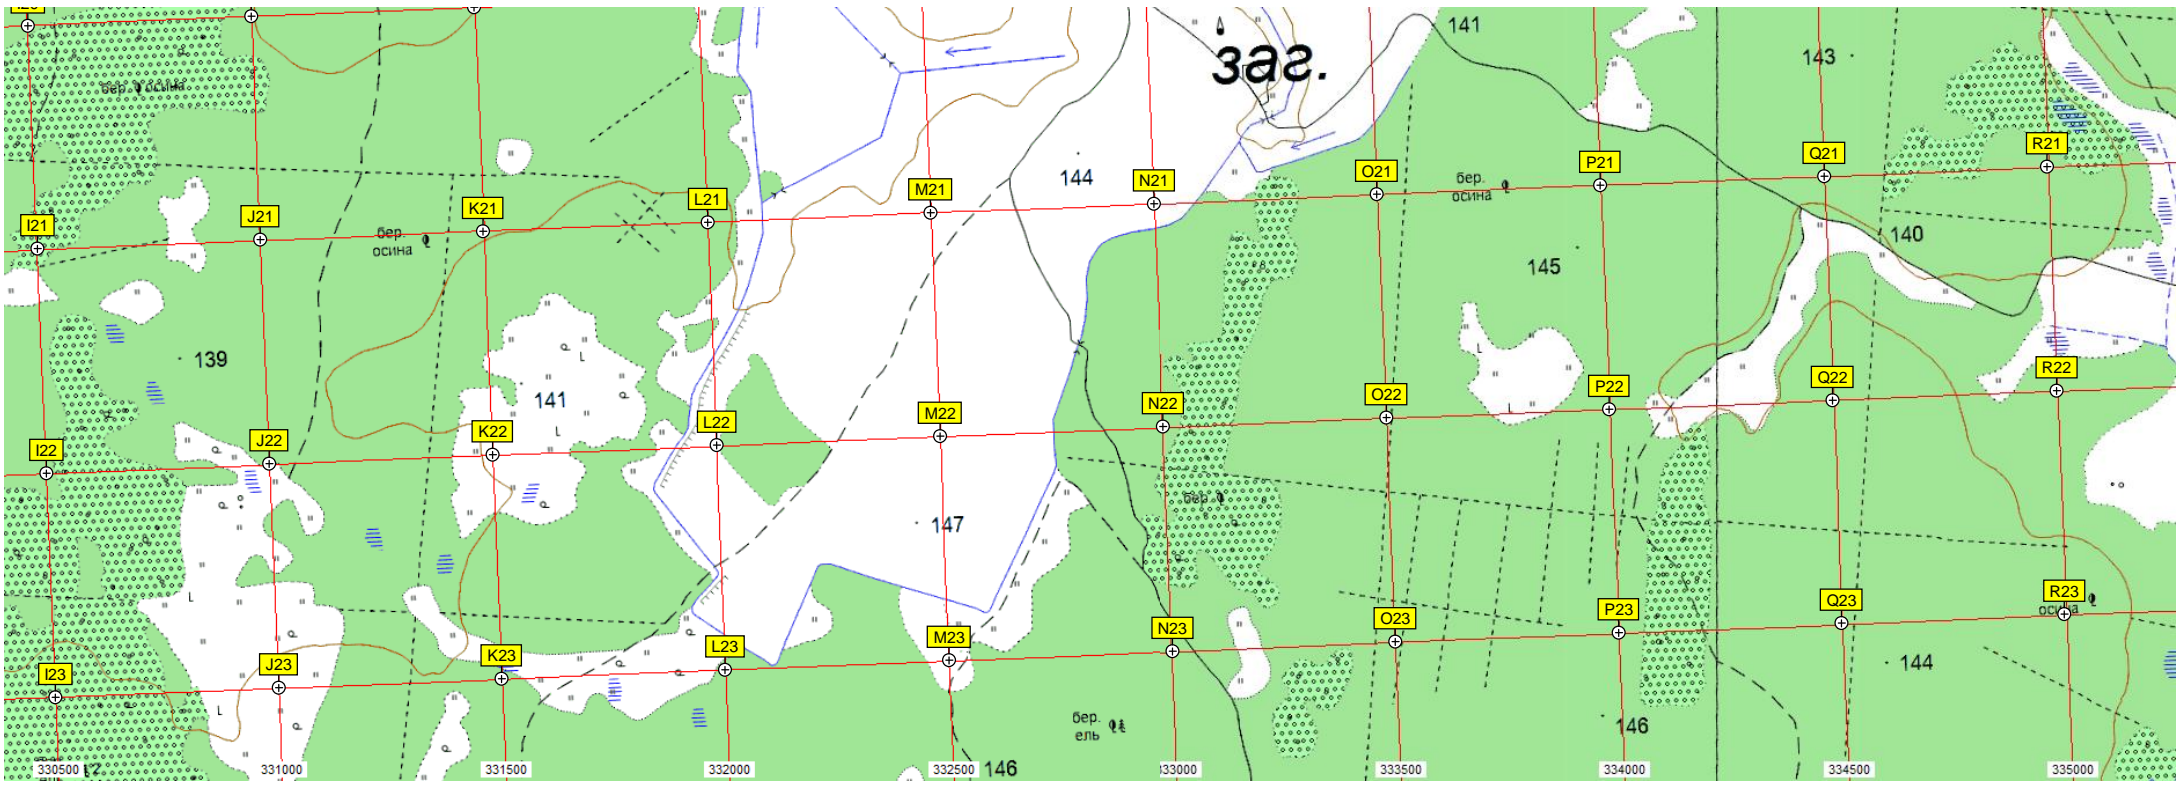 заг.
141
143
бер. осина
144
N21
O21
P21
Q21
R21
бер.
осина
I21
J21
K21
L21
M21
бер.
осина
140
145
139
141
I22
J22
K22
L22
M22
N22
O22
P22
Q22
R22
147
бер.
I23
J23
K23
L23
M23
N23
O23
P23
Q23
R23
144
бер.
ель
146
146
330500
331000
331500
332000
332500
333000
333500
334000
334500
335000